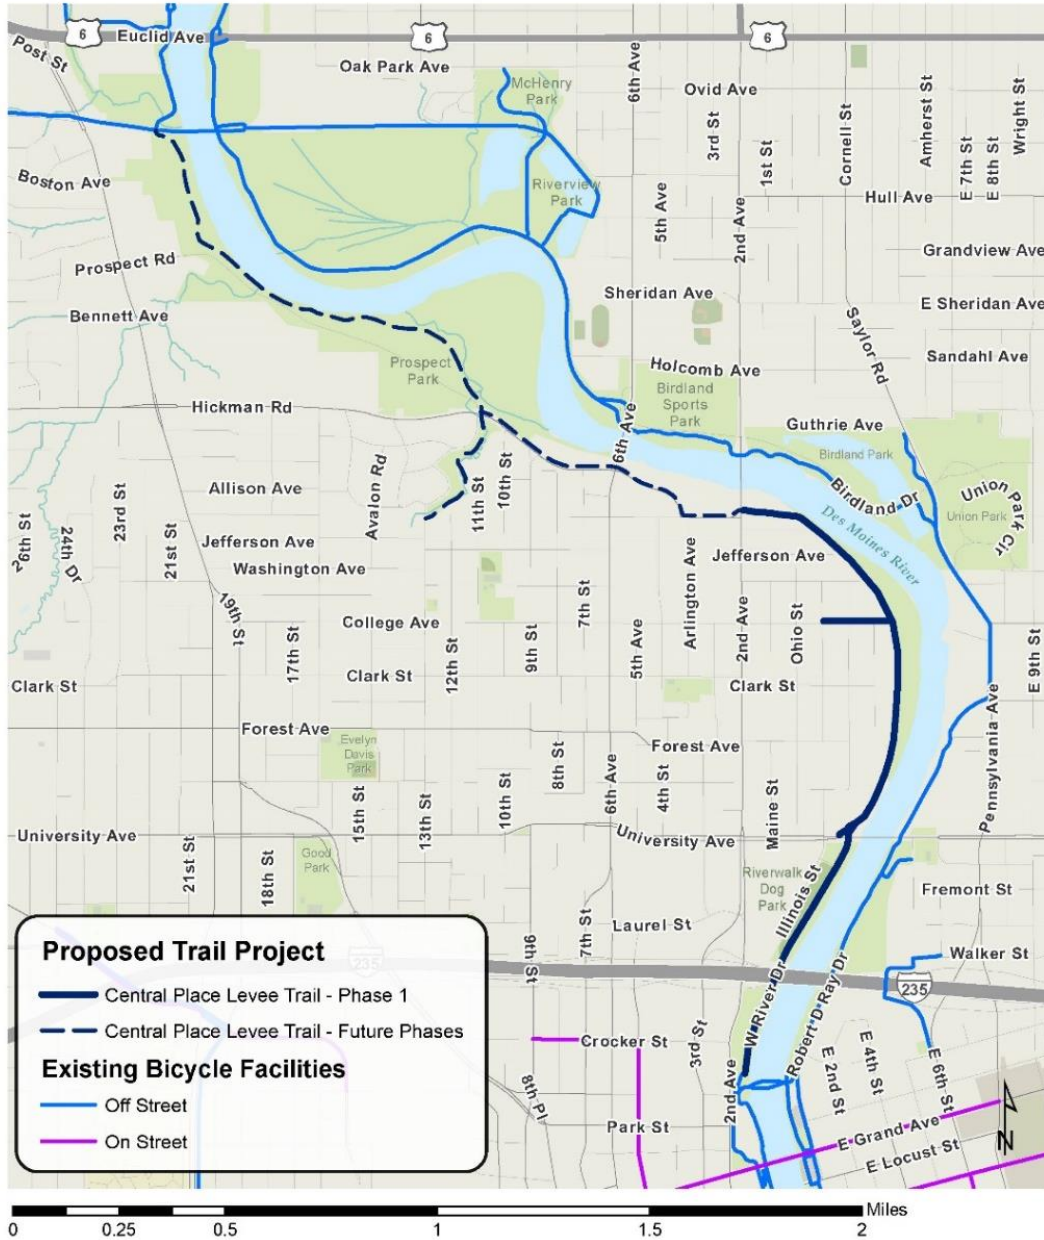 6
Euclid Ave
6
6
Post St
Oak Park Ave
McHenry
Park
6th Ave
Ovid Ave
3rd St
1st St
Cornell St
Amherst St
E 7th St
E 8th St
Wright St
Boston Ave
Riverview
Park
5th Ave
2nd Ave
Hull Ave
Prospect Rd
Grandview Ave
Bennett Ave
Sheridan Ave
E Sheridan Ave
Saylor Rd
Prospect
Park
Holcomb Ave
Sandahl Ave
Birdland
Sports
Park
Hickman Rd
6th Ave
Guthrie Ave
Birdland Park
Birdland Dr
Union Park Cir
Union Park
Des Moines River
Avalon Rd
11th St
10th St
Allison Ave
26th St
24th Dr
23rd St
21st St
Jefferson Ave
Washington Ave
Jefferson Ave
19th St
17th St
College Ave
12th St
9th St
7th St
5th Ave
Arlington Ave
2nd Ave
Ohio St
E 9th St
Clark St
Clark St
Clark St
Forest Ave
Forest Ave
Evelyn
Davis
Park
Pennsylvania Ave
15th St
13th St
10th St
8th St
6th Ave
4th St
Maine St
University Ave
University Ave
21st St
18th St
Good
Park
Riverwalk
Dog
Park
Illinois St
Fremont St
7th St
Laurel St
9th St
Walker St
235
235
W River Dr
Robert D Ray Dr
Crocker St
3rd St
2nd Ave
8th Pl
Park St
E 2nd St
E 4th St
E 6th St
E Grand Ave
E Locust St
N
Proposed Trail Project
Central Place Levee Trail - Phase 1
Central Place Levee Trail - Future Phases
Existing Bicycle Facilities
Off Street
On Street
Miles
0 0.25 0.5 1 1.5 2